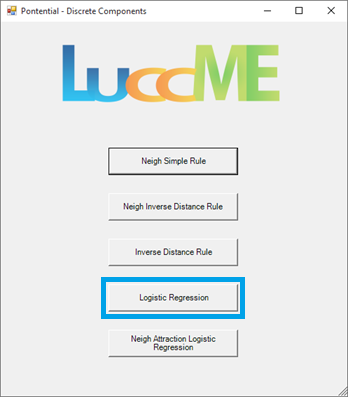 Pontential - Discrete Components
LuccME
Neigh Simple Rule
Neigh Inverse Distance Rule
Inverse Distance Rule
Logistic Regression
Neigh Attraction Logistic
Regression